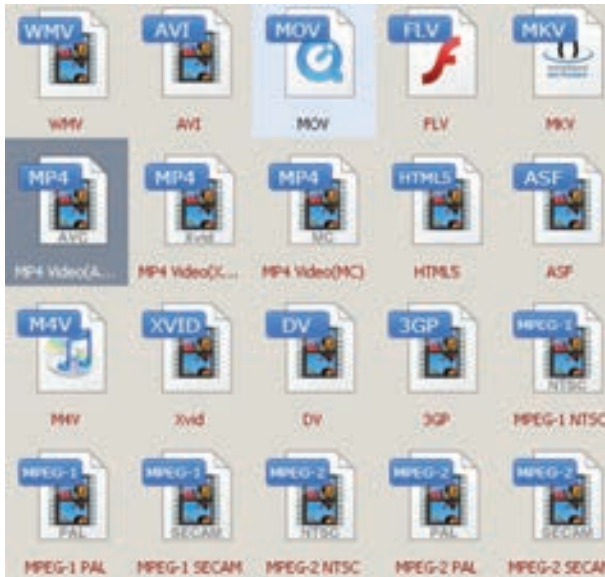 WMV AVI MOV FLV MKV
WMV AVI MOV FLV MKV
MP4 MP4 MP4 HTML5 ASF
AVC Xvid MC
MP4 Video(A... MP4 Video(X... MP4 Video(MC) HTML5 ASF
M4V XVID DV 3GP MPEG-1
NTSC
M4V Xvid DV 3GP MPEG-1 NTSC
MPEG-1 MPEG-1 MPEG-2 MPEG-2 MPEG-2
PAL SECAM NTSC PAL SECAM
MPEG-1 PAL MPEG-1 SECAM MPEG-2 NTSC MPEG-2 PAL MPEG-2 SECAM